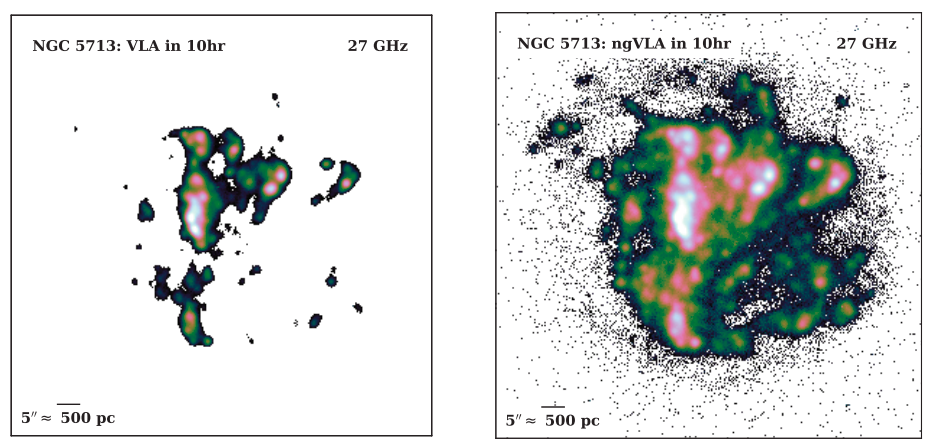 NGC 5713: VLA in 10hr 27 GHz
5″ ≈ 500 pc
NGC 5713: ngVLA in 10hr 27 GHz
5″ ≈ 500 pc